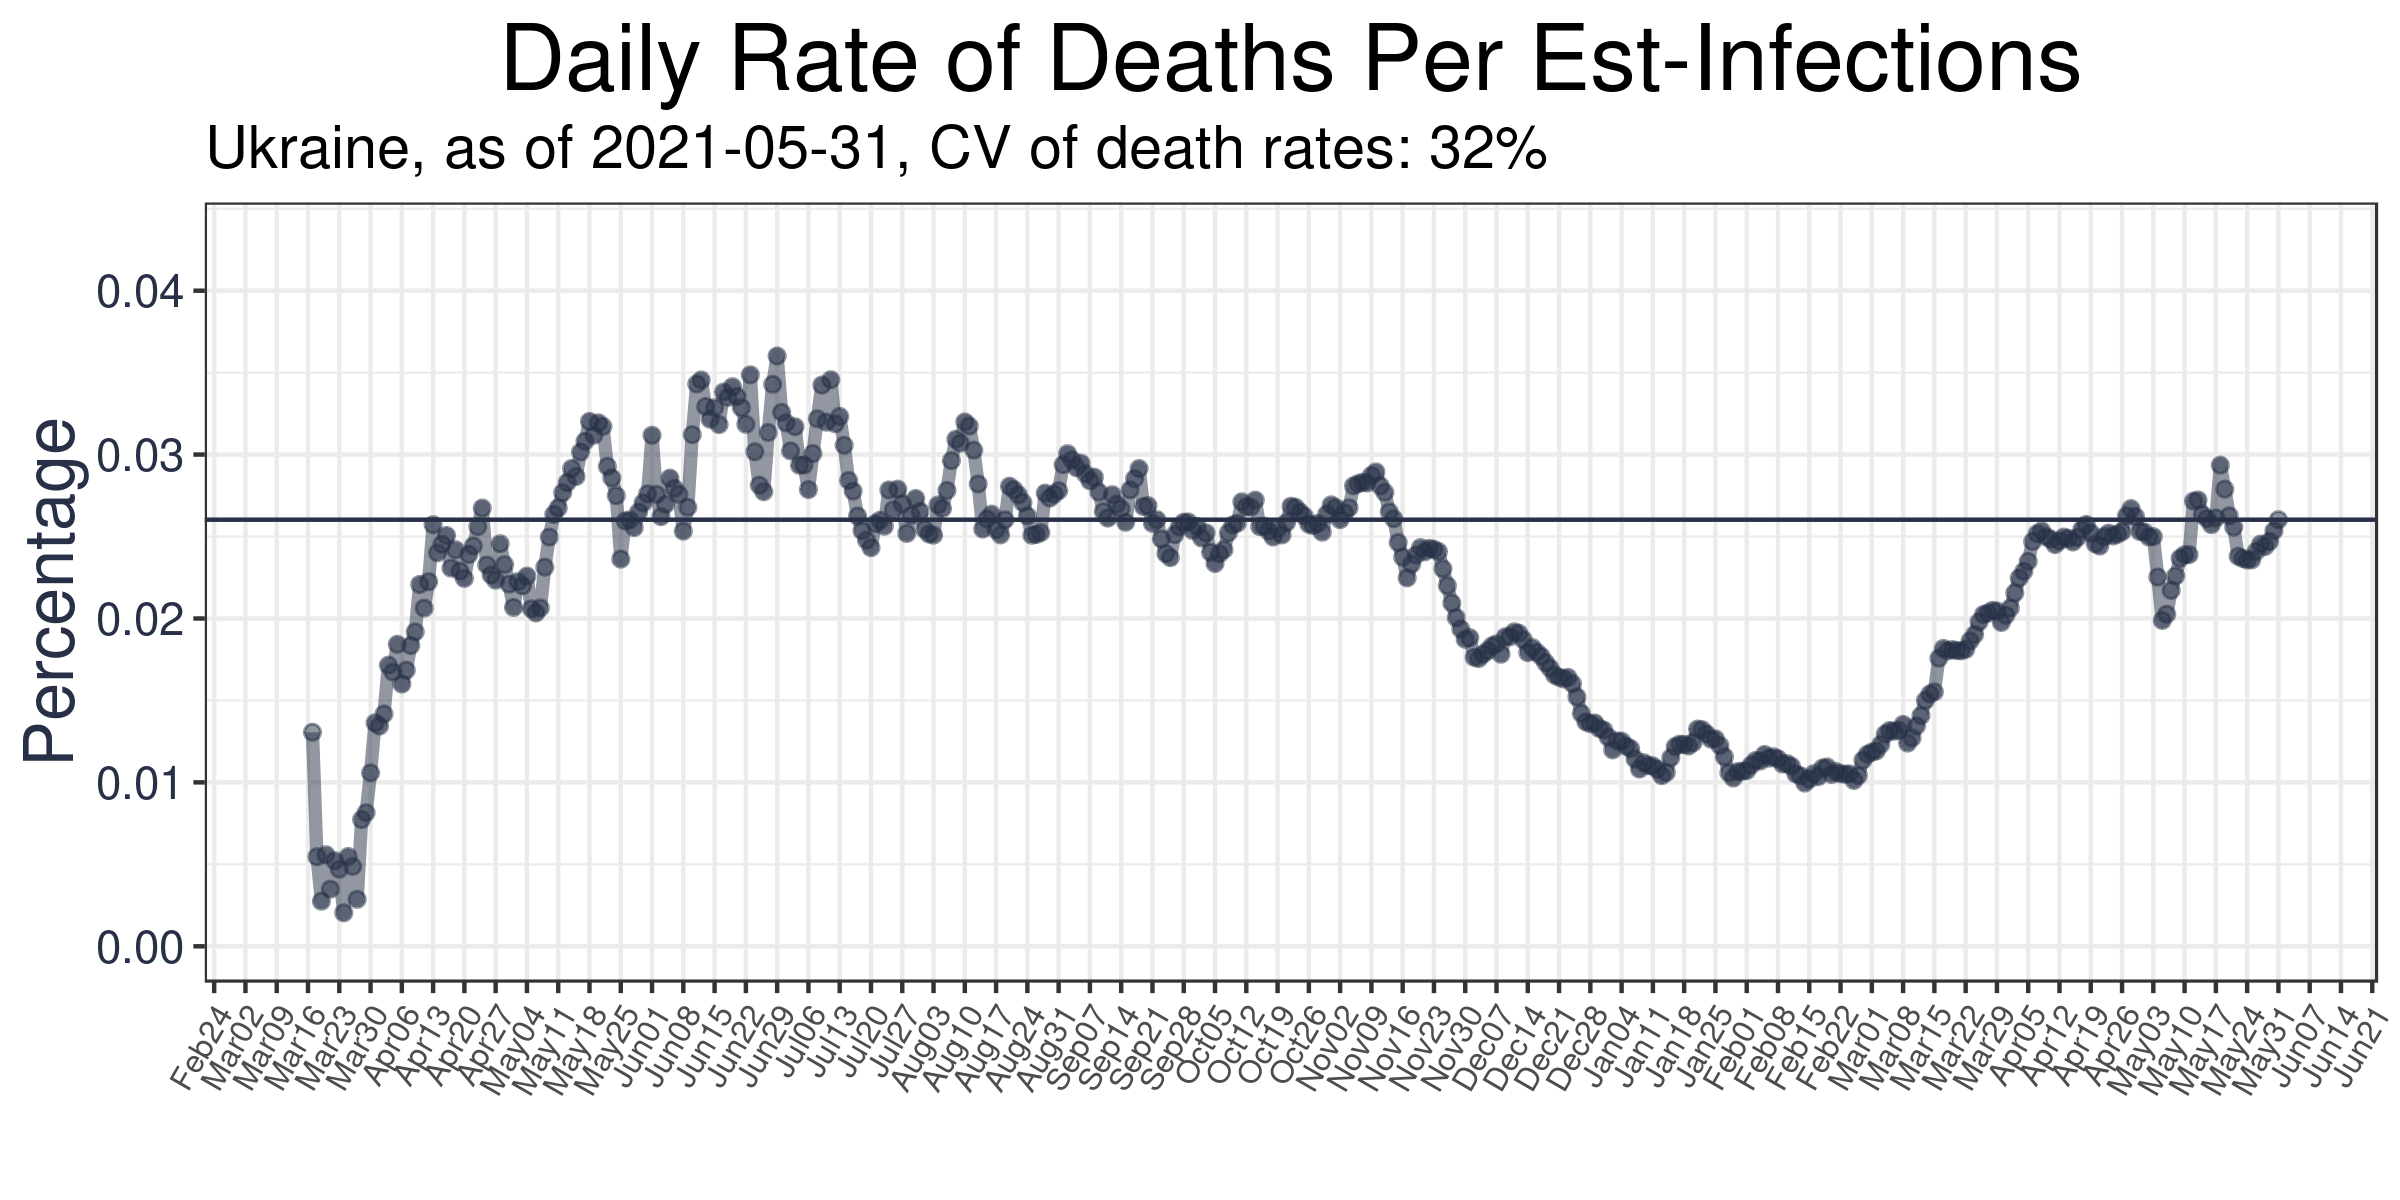 Daily Rate of Deaths Per Est-Infections
Ukraine, as of 2021-05-31, CV of death rates: 32%
Percentage
0.04
0.03
0.02
0.01
0.00
Feb24
Mar02
Mar09
Mar16
Mar23
Mar30
Apr06
Apr13
Apr20
Apr27
May04
May11
May18
May25
Jun01
Jun08
Jun15
Jun22
Jun29
Jul06
Jul13
Jul20
Jul27
Aug03
Aug10
Aug17
Aug24
Aug31
Sep07
Sep14
Sep21
Sep28
Oct05
Oct12
Oct19
Oct26
Nov02
Nov09
Nov16
Nov23
Nov30
Dec07
Dec14
Dec21
Dec28
Jan04
Jan11
Jan18
Jan25
Feb01
Feb08
Feb15
Feb22
Mar01
Mar08
Mar15
Mar22
Mar29
Apr05
Apr12
Apr19
Apr26
May03
May10
May17
May24
May31
Jun07
Jun14
Jun21